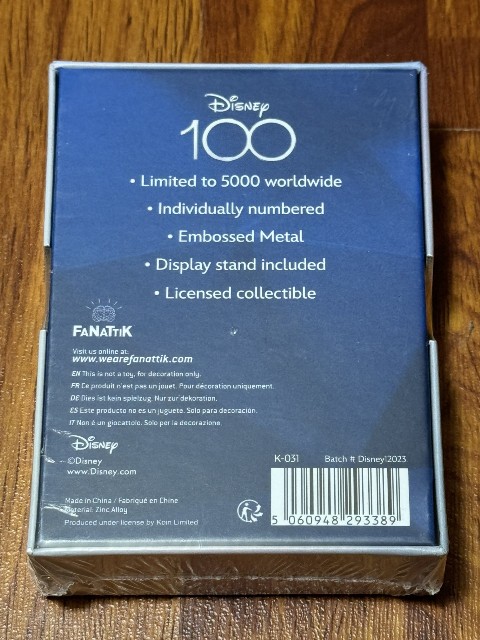 Disney
100
• Limited to 5000 worldwide
• Individually numbered
• Embossed Metal
• Display stand included
• Licensed collectible
FaNATTiK
Visit us online at:
www.wearefanattik.com
EN This is not a toy, for decoration only.
FR Ce produit n'est pas un jouet. Pour décoration uniquement.
DE Dies ist kein spielzeug. Nur zur dekoration.
ES Este producto no es un juguete. Solo para decoración.
IT Non è un giocattolo. Solo per la decorazione.
Disney
©Disney
www.Disney.com
K-031 Batch # Disney12023
Made in China / Fabriqué en Chine
Material: Zinc Alloy
Produced under license by Koin Limited
5 060948 293389